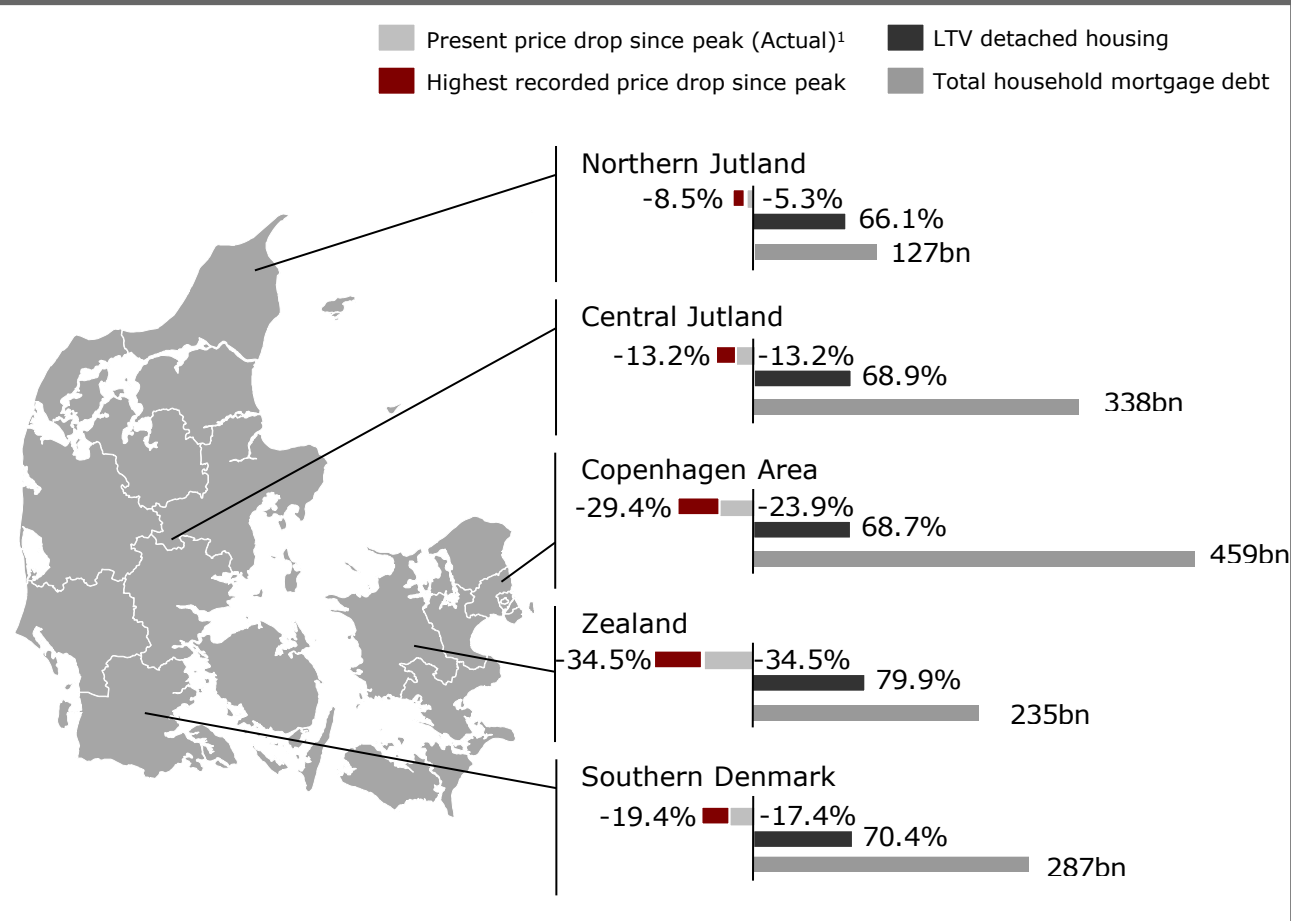 Present price drop since peak (Actual)¹
LTV detached housing
Highest recorded price drop since peak
Total household mortgage debt
Northern Jutland
-8.5% -5.3%
66.1%
127bn
Central Jutland
-13.2% -13.2%
68.9%
338bn
Copenhagen Area
-29.4% -23.9%
68.7%
459bn
Zealand
-34.5% -34.5%
79.9%
235bn
Southern Denmark
-19.4% -17.4%
70.4%
287bn